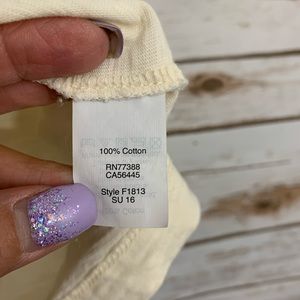 100% Cotton
RN77388
CA56445
Style F1813
SU 16